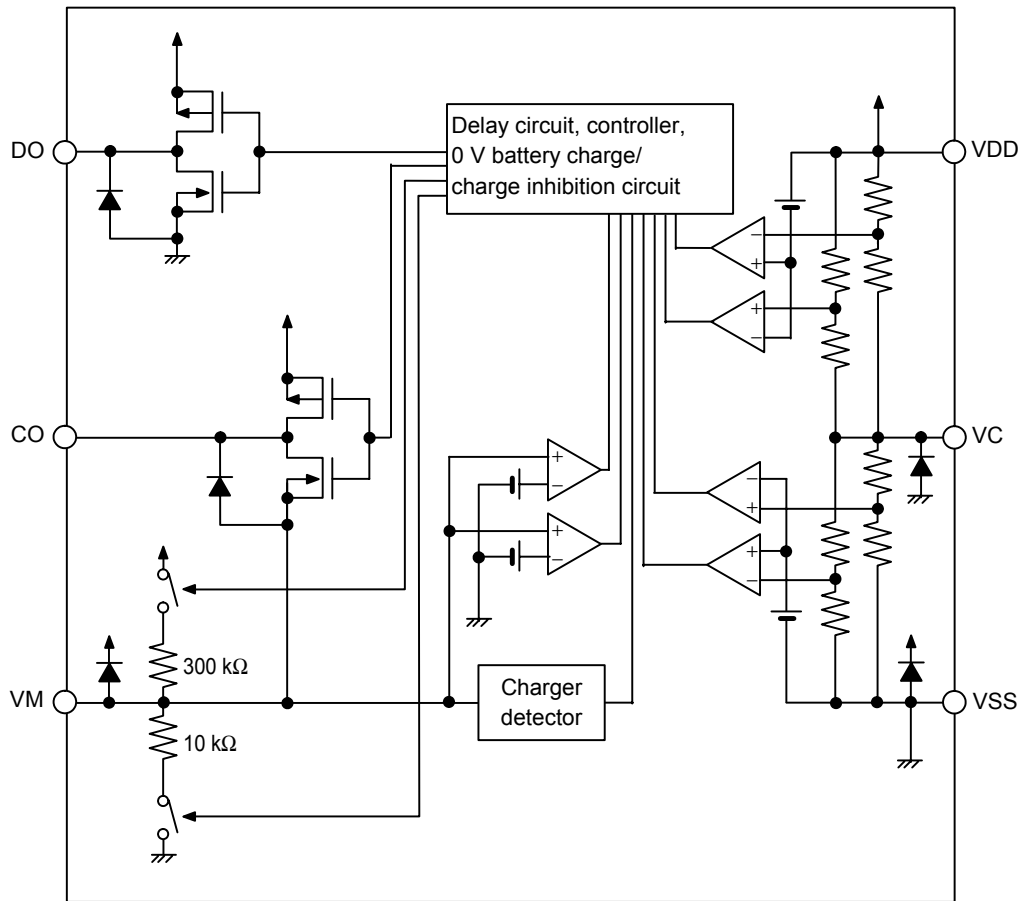 Delay circuit, controller,
0 V battery charge/
charge inhibition circuit
DO
VDD
−
+
+
−
CO
VC
+
−
−
+
+
−
+
−
300 kΩ
VM
Charger
detector
VSS
10 kΩ